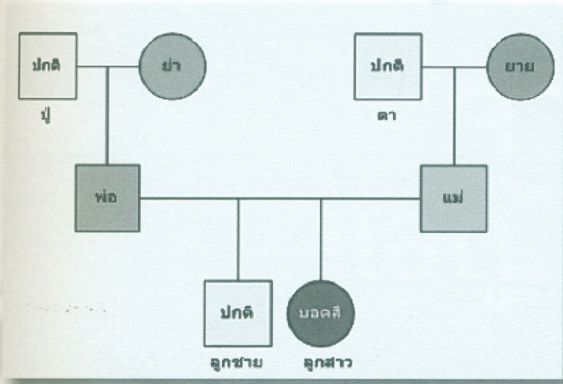 ปกติ ย่า ปกติ ยาย
ปู่ ตา
พ่อ แม่
ปกติ บอดสี
ลูกชาย ลูกสาว